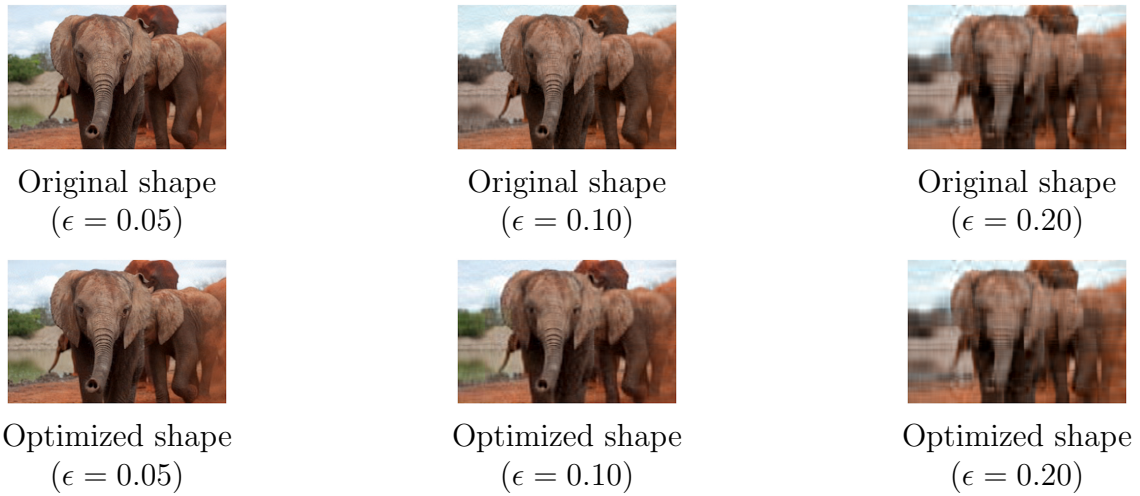 Original shape
(ϵ = 0.05)
Original shape
(ϵ = 0.10)
Original shape
(ϵ = 0.20)
Optimized shape
(ϵ = 0.05)
Optimized shape
(ϵ = 0.10)
Optimized shape
(ϵ = 0.20)